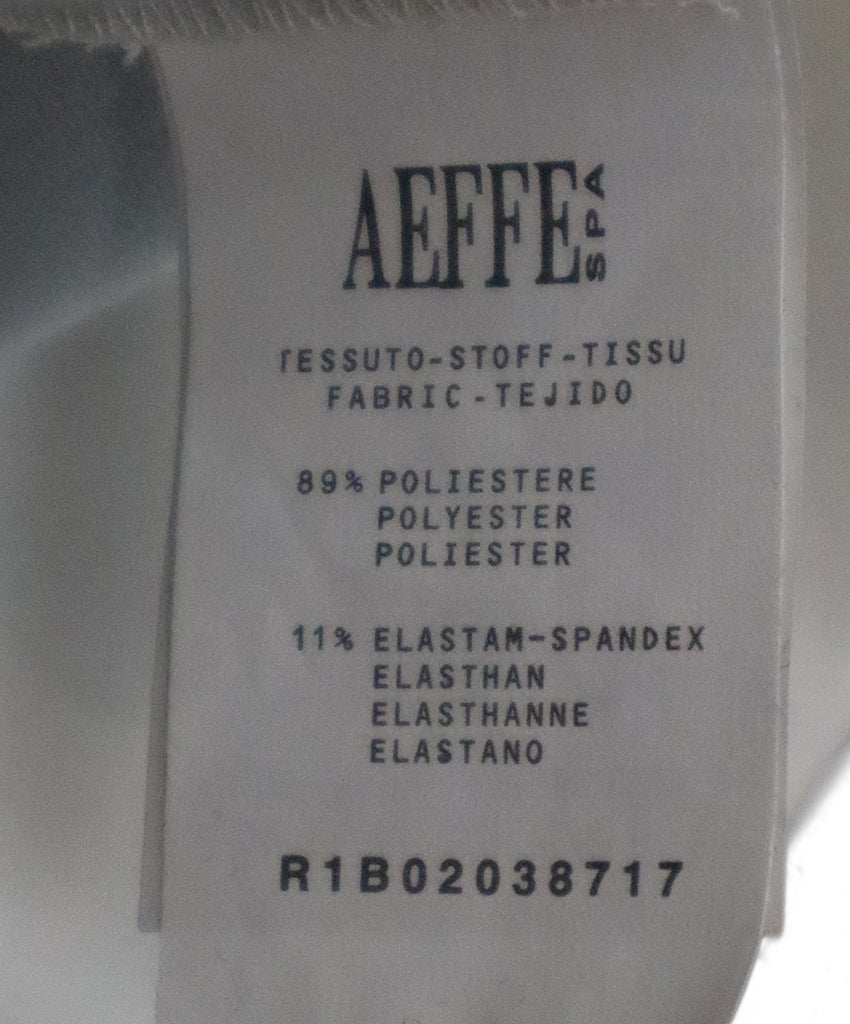 AEFFE SPA
TESSUTO-STOFF-TISSU
FABRIC-TEJIDO
89% POLIESTERE
POLYESTER
POLIESTER
11% ELASTAM-SPANDEX
ELASTHAN
ELASTHANNE
ELASTANO
R1B02038717